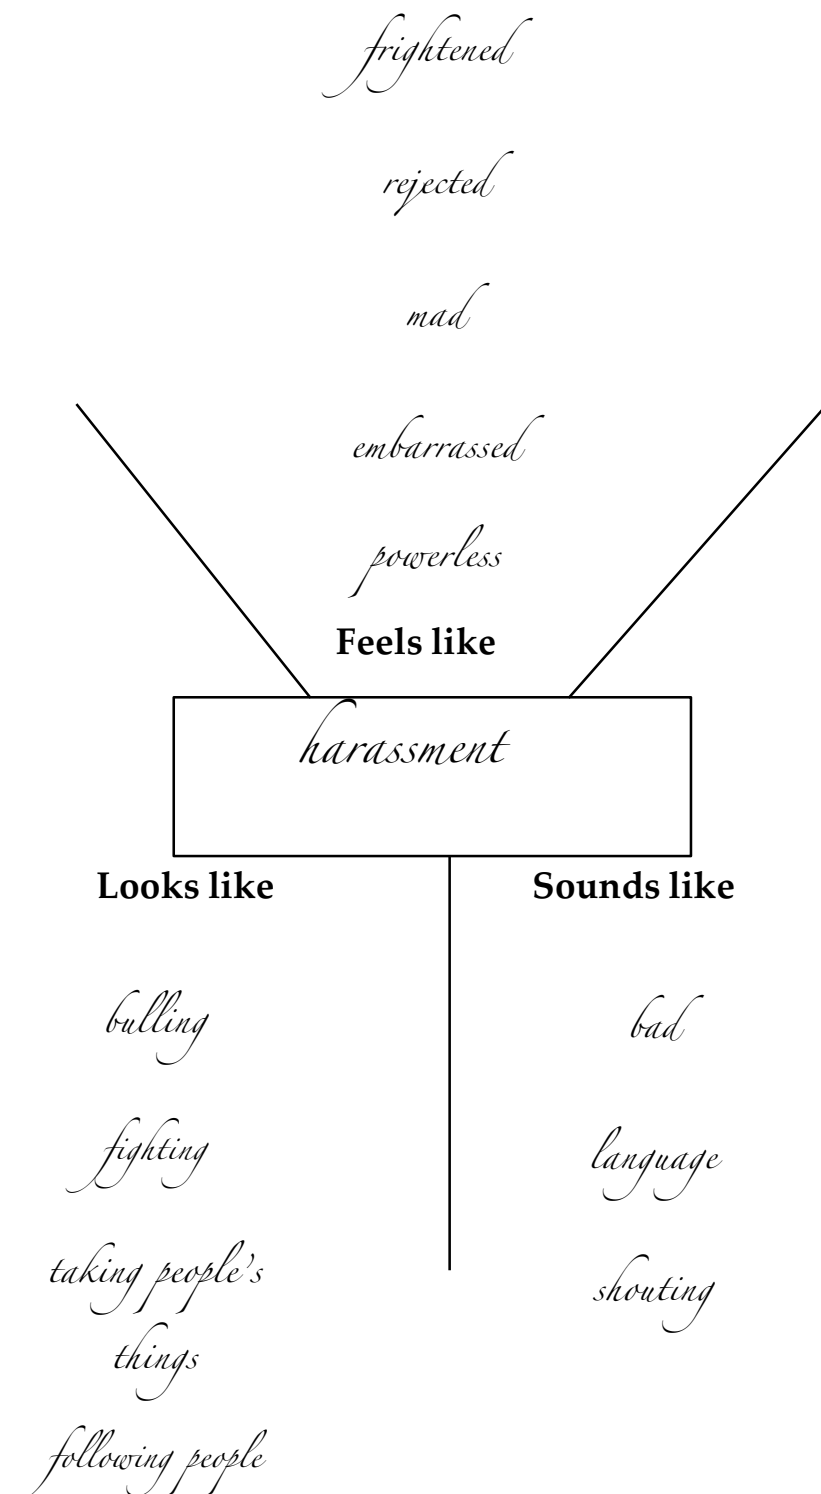 frightened
rejected
mad
embarrassed
powerless
Feels like
harassment
Looks like
bulling
fighting
taking people's
things
following people
Sounds like
bad
language
shouting